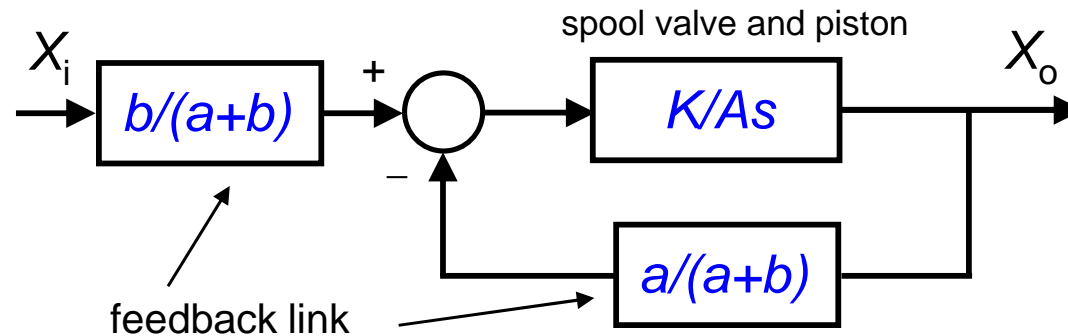 spool valve and piston
Xi
+
Xo
b/(a+b)
K/As
−
a/(a+b)
feedback link